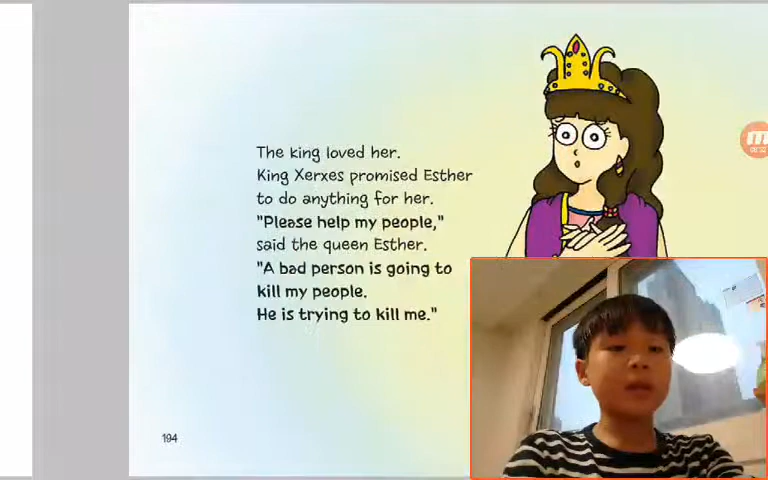 The king loved her.
King Xerxes promised Esther
to do anything for her.
"Please help my people,"
said the queen Esther.
"A bad person is going to
kill my people.
He is trying to kill me."
194